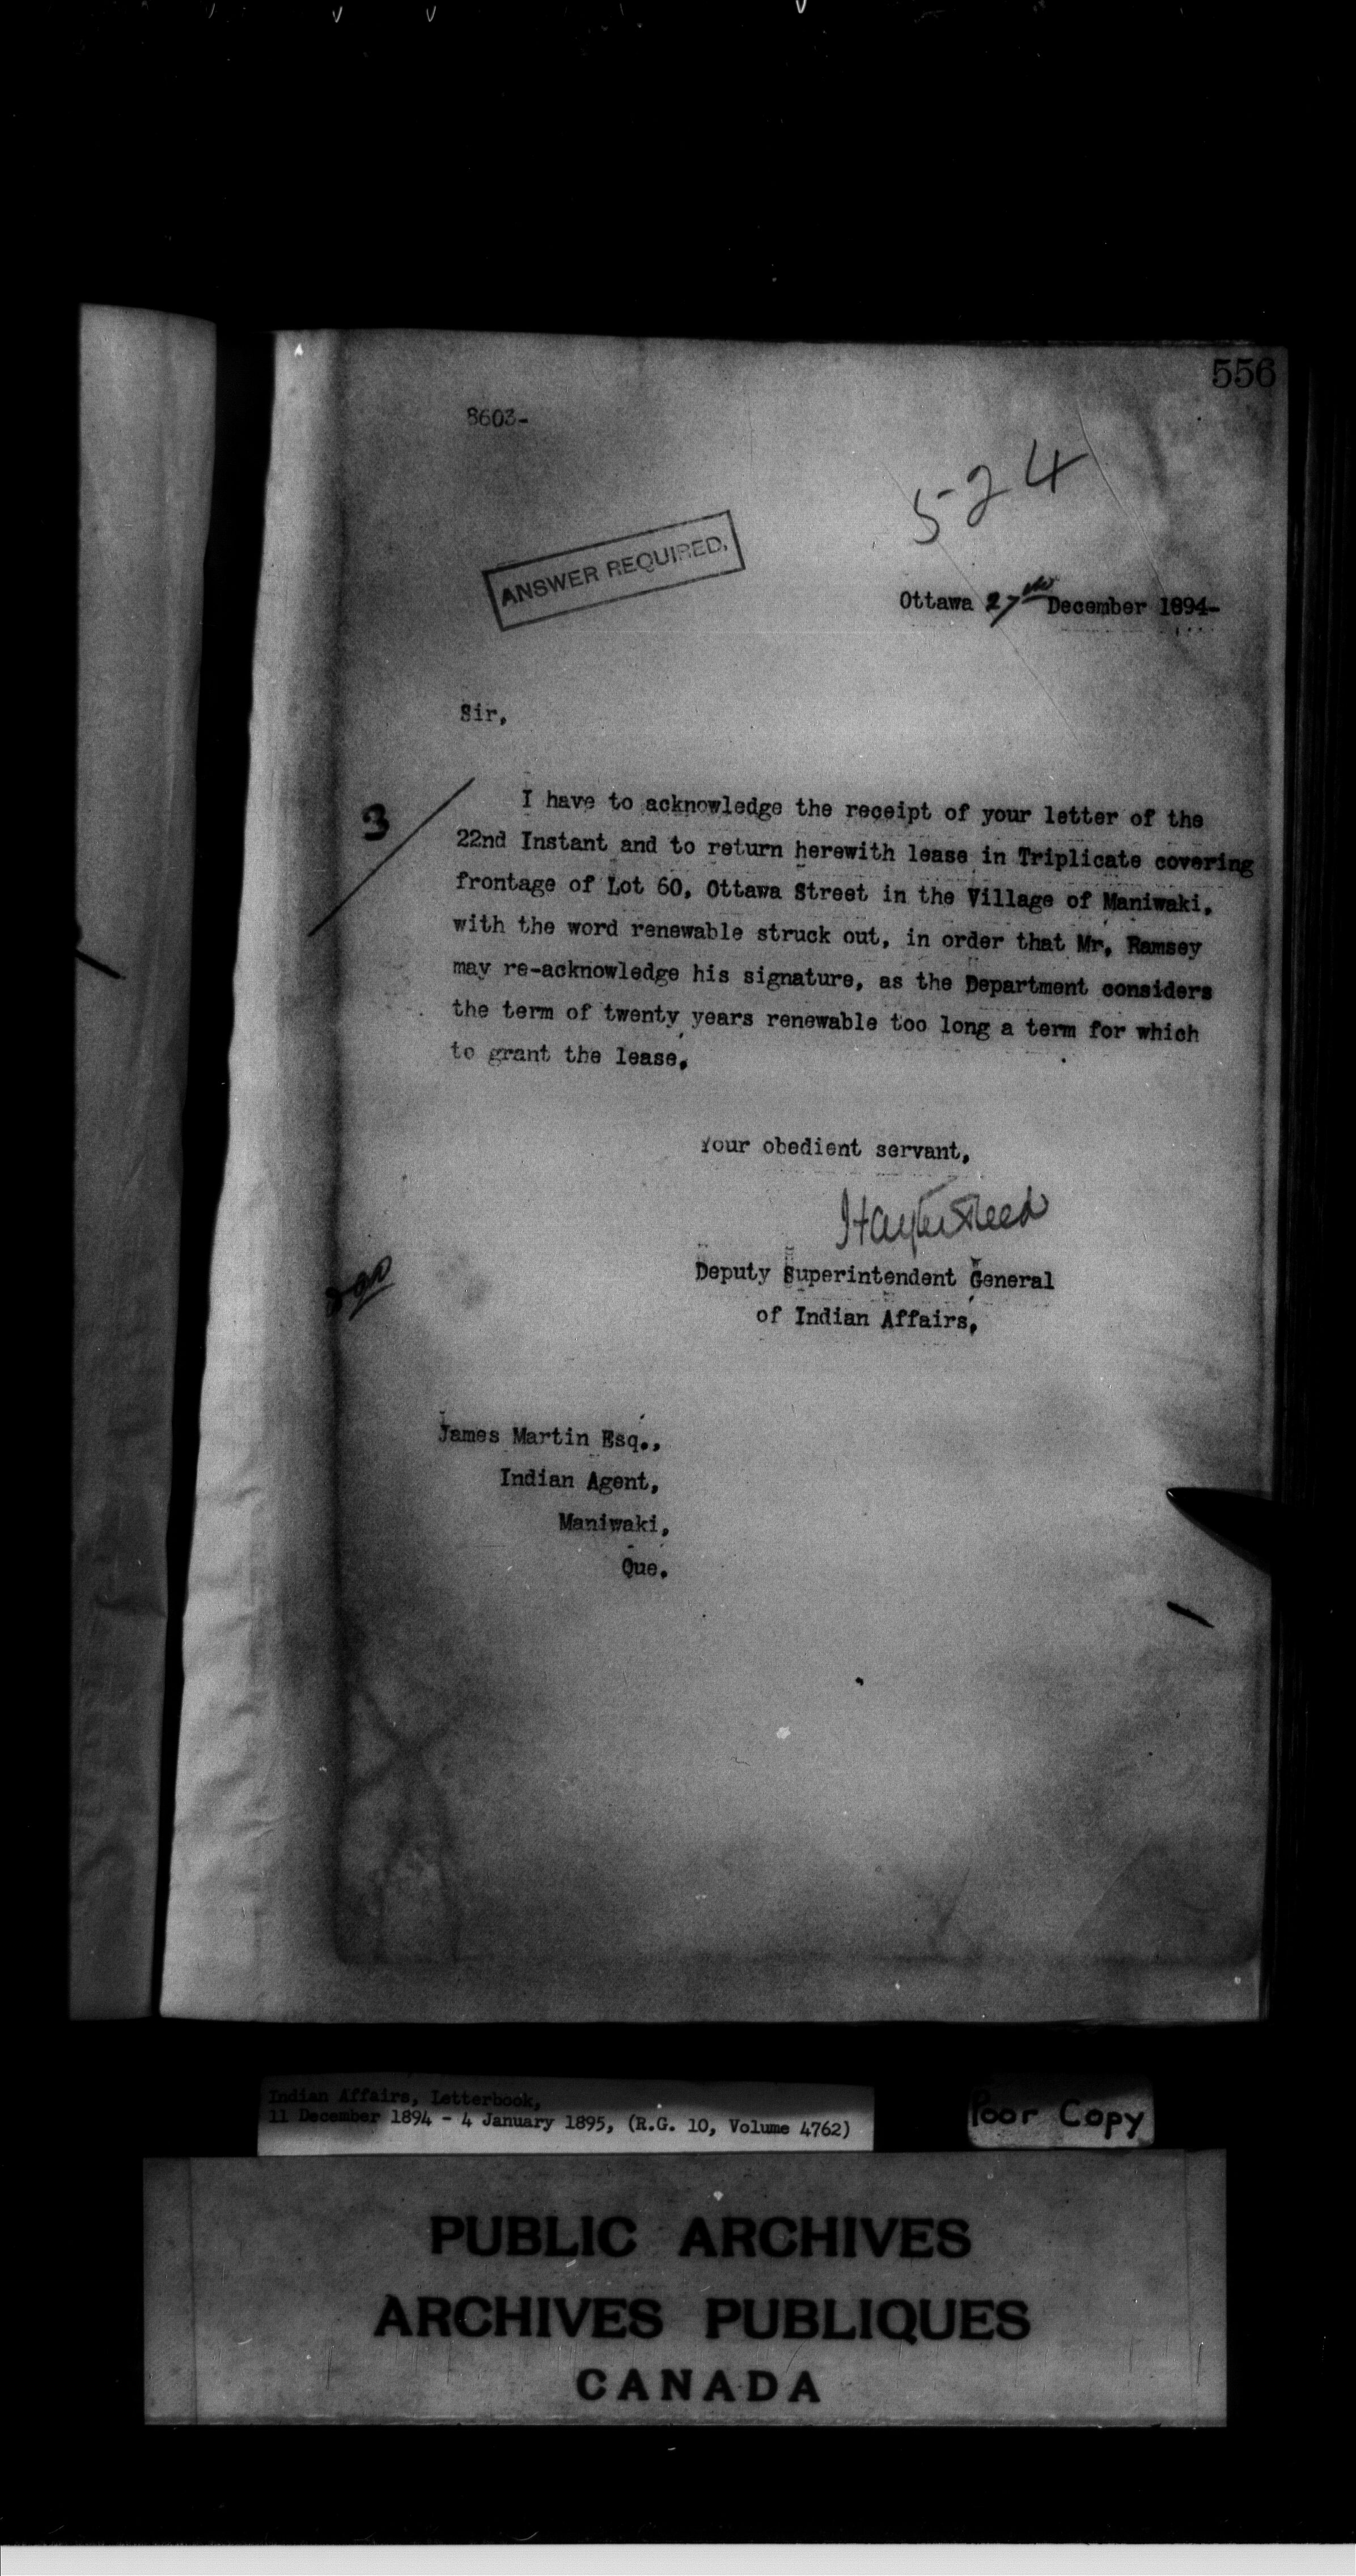 556
8603-
524
ANSWER REQUIRED.
Ottawa 27th December 1894-
Sir,
3
I have to acknowledge the receipt of your letter of the
22nd Instant and to return herewith lease in Triplicate covering
frontage of Lot 60, Ottawa Street in the Village of Maniwaki,
with the word renewable struck out, in order that Mr, Ramsey
may re-acknowledge his signature, as the Department considers
the term of twenty years renewable too long a term for which
to grant the lease,
Your obedient servant,
Hayter Reed
Deputy Superintendent General
of Indian Affairs,
James Martin Esq.,
Indian Agent,
Maniwaki,
Que.
Indian Affairs, Letterbook,
11 December 1894 - 4 January 1895, (R.G. 10, Volume 4762)
Poor Copy
PUBLIC ARCHIVES
ARCHIVES PUBLIQUES
CANADA